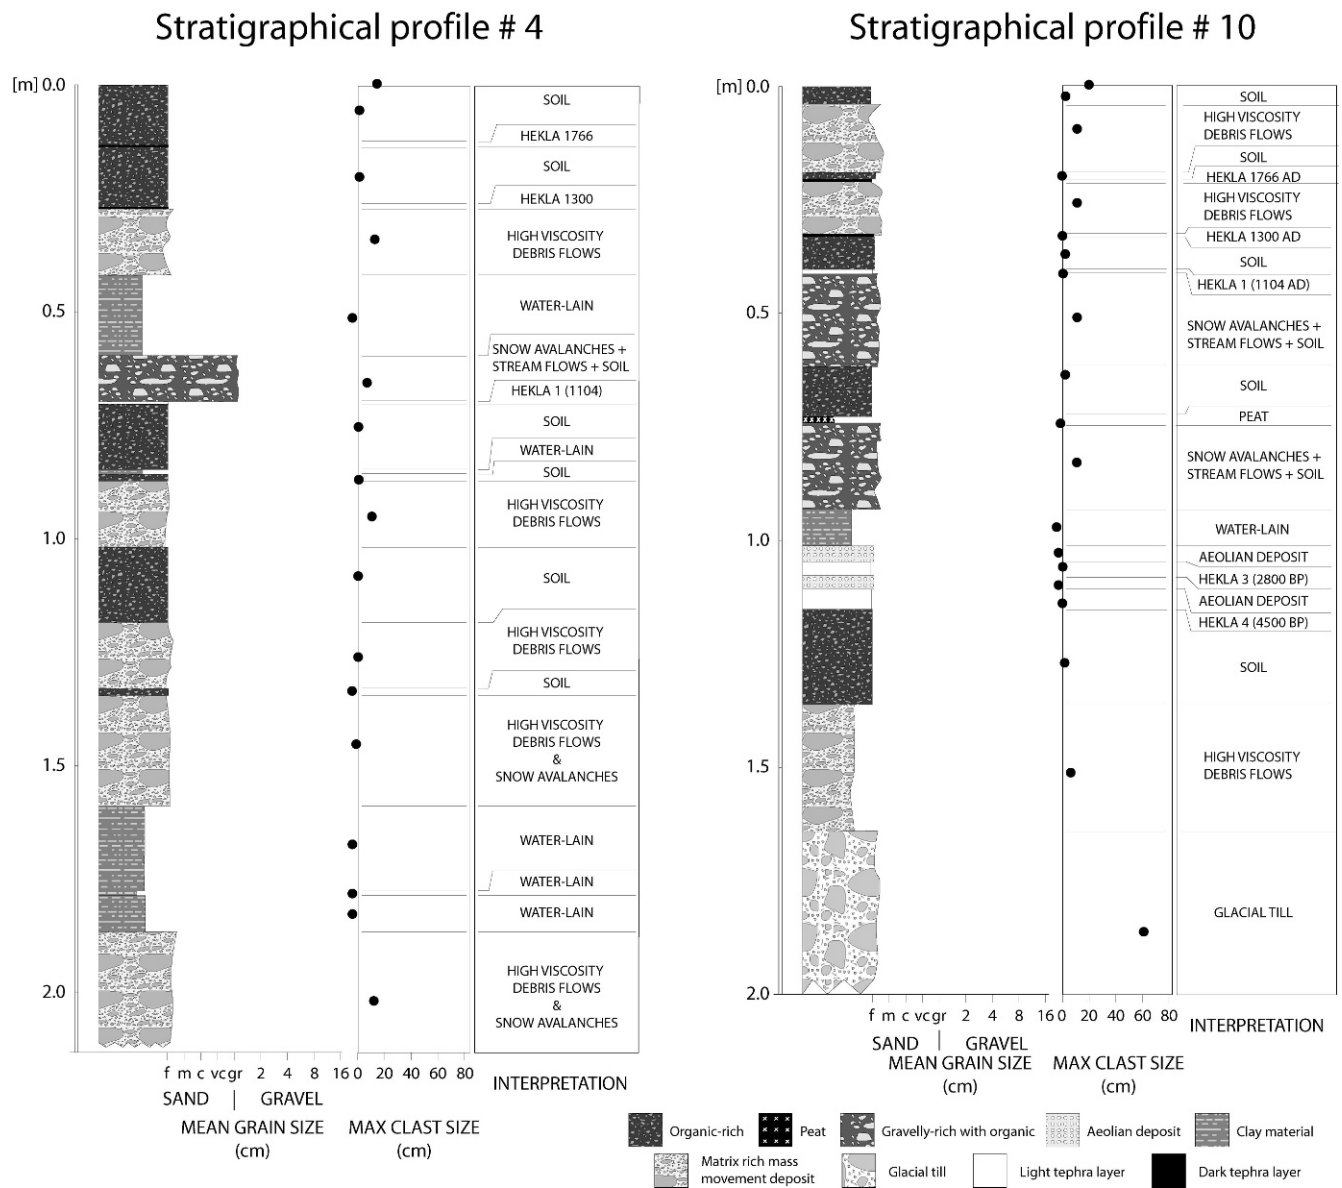 Stratigraphical profile # 4
[m] 0.0
0.5
1.0
1.5
2.0
SOIL
HEKLA 1766
SOIL
HEKLA 1300
HIGH VISCOSITY
DEBRIS FLOWS
WATER-LAIN
SNOW AVALANCHES +
STREAM FLOWS + SOIL
HEKLA 1 (1104)
SOIL
WATER-LAIN
SOIL
HIGH VISCOSITY
DEBRIS FLOWS
SOIL
HIGH VISCOSITY
DEBRIS FLOWS
SOIL
HIGH VISCOSITY
DEBRIS FLOWS
&
SNOW AVALANCHES
WATER-LAIN
WATER-LAIN
WATER-LAIN
HIGH VISCOSITY
DEBRIS FLOWS
&
SNOW AVALANCHES
f m c vc gr 2 4 8 16 0 20 40 60 80
SAND | GRAVEL
MEAN GRAIN SIZE
(cm)
MAX CLAST SIZE
(cm)
INTERPRETATION
Stratigraphical profile # 10
[m] 0.0
0.5
1.0
1.5
2.0
SOIL
HIGH VISCOSITY
DEBRIS FLOWS
SOIL
HEKLA 1766 AD
HIGH VISCOSITY
DEBRIS FLOWS
HEKLA 1300 AD
SOIL
HEKLA 1 (1104 AD)
SNOW AVALANCHES +
STREAM FLOWS + SOIL
SOIL
PEAT
SNOW AVALANCHES +
STREAM FLOWS + SOIL
WATER-LAIN
AEOLIAN DEPOSIT
HEKLA 3 (2800 BP)
AEOLIAN DEPOSIT
HEKLA 4 (4500 BP)
SOIL
HIGH VISCOSITY
DEBRIS FLOWS
GLACIAL TILL
f m c vc gr 2 4 8 16 0 20 40 60 80
SAND | GRAVEL
MEAN GRAIN SIZE
(cm)
MAX CLAST SIZE
(cm)
INTERPRETATION
Organic-rich
Peat
Gravelly-rich with organic
Aeolian deposit
Clay material
Matrix rich mass
movement deposit
Glacial till
Light tephra layer
Dark tephra layer